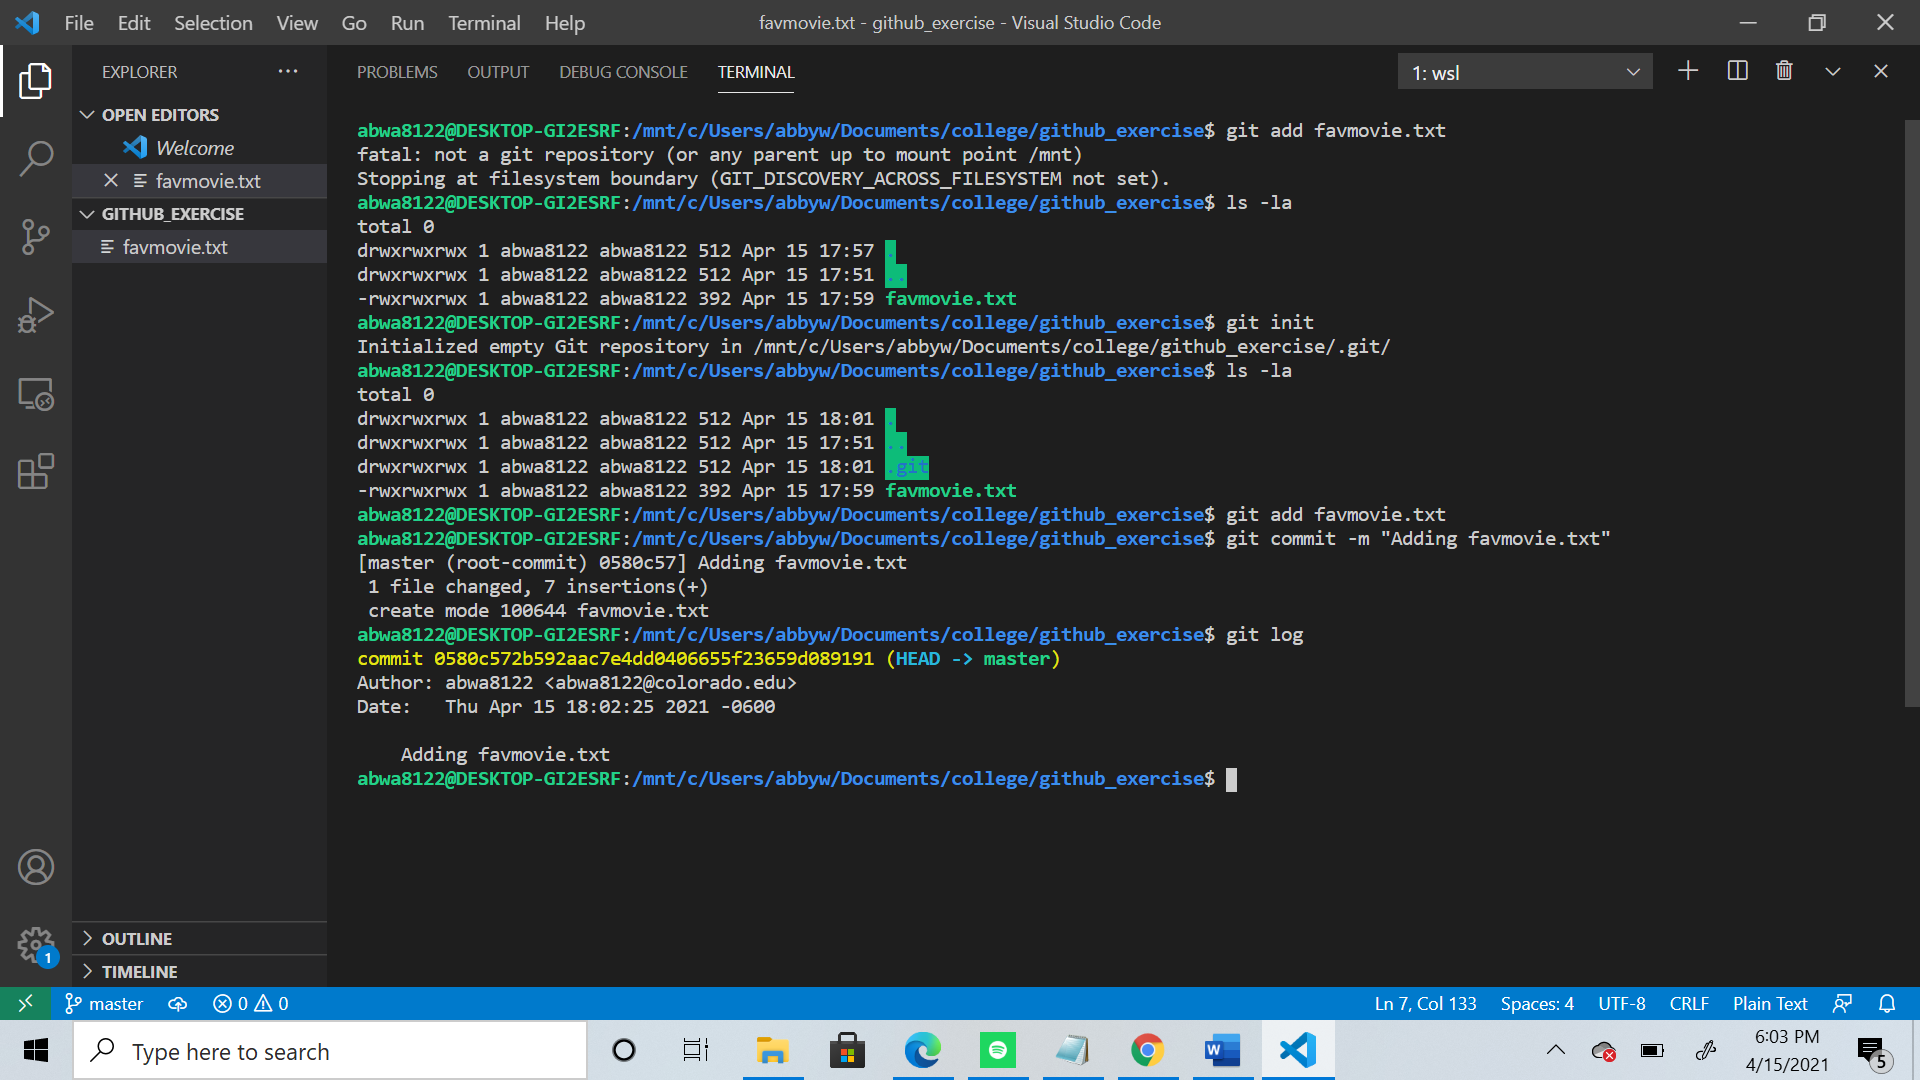 File Edit Selection View Go Run Terminal Help
favmovie.txt - github_exercise - Visual Studio Code
EXPLORER
OPEN EDITORS
Welcome
favmovie.txt
GITHUB_EXERCISE
favmovie.txt
OUTLINE
TIMELINE
PROBLEMS OUTPUT DEBUG CONSOLE TERMINAL
1: wsl
abwa8122@DESKTOP-GI2ESRF:/mnt/c/Users/abbyw/Documents/college/github_exercise$ git add favmovie.txt
fatal: not a git repository (or any parent up to mount point /mnt)
Stopping at filesystem boundary (GIT_DISCOVERY_ACROSS_FILESYSTEM not set).
abwa8122@DESKTOP-GI2ESRF:/mnt/c/Users/abbyw/Documents/college/github_exercise$ ls -la
total 0
drwxrwxrwx 1 abwa8122 abwa8122 512 Apr 15 17:57 .
drwxrwxrwx 1 abwa8122 abwa8122 512 Apr 15 17:51 ..
-rwxrwxrwx 1 abwa8122 abwa8122 392 Apr 15 17:59 favmovie.txt
abwa8122@DESKTOP-GI2ESRF:/mnt/c/Users/abbyw/Documents/college/github_exercise$ git init
Initialized empty Git repository in /mnt/c/Users/abbyw/Documents/college/github_exercise/.git/
abwa8122@DESKTOP-GI2ESRF:/mnt/c/Users/abbyw/Documents/college/github_exercise$ ls -la
total 0
drwxrwxrwx 1 abwa8122 abwa8122 512 Apr 15 18:01 .
drwxrwxrwx 1 abwa8122 abwa8122 512 Apr 15 17:51 ..
drwxrwxrwx 1 abwa8122 abwa8122 512 Apr 15 18:01 .git
-rwxrwxrwx 1 abwa8122 abwa8122 392 Apr 15 17:59 favmovie.txt
abwa8122@DESKTOP-GI2ESRF:/mnt/c/Users/abbyw/Documents/college/github_exercise$ git add favmovie.txt
abwa8122@DESKTOP-GI2ESRF:/mnt/c/Users/abbyw/Documents/college/github_exercise$ git commit -m "Adding favmovie.txt"
[master (root-commit) 0580c57] Adding favmovie.txt
1 file changed, 7 insertions(+)
create mode 100644 favmovie.txt
abwa8122@DESKTOP-GI2ESRF:/mnt/c/Users/abbyw/Documents/college/github_exercise$ git log
commit 0580c572b592aac7e4dd0406655f23659d089191 (HEAD -> master)
Author: abwa8122 <abwa8122@colorado.edu>
Date: Thu Apr 15 18:02:25 2021 -0600
Adding favmovie.txt
abwa8122@DESKTOP-GI2ESRF:/mnt/c/Users/abbyw/Documents/college/github_exercise$
1
master 0 0
Ln 7, Col 133 Spaces: 4 UTF-8 CRLF Plain Text
Type here to search
W
6:03 PM
4/15/2021
5